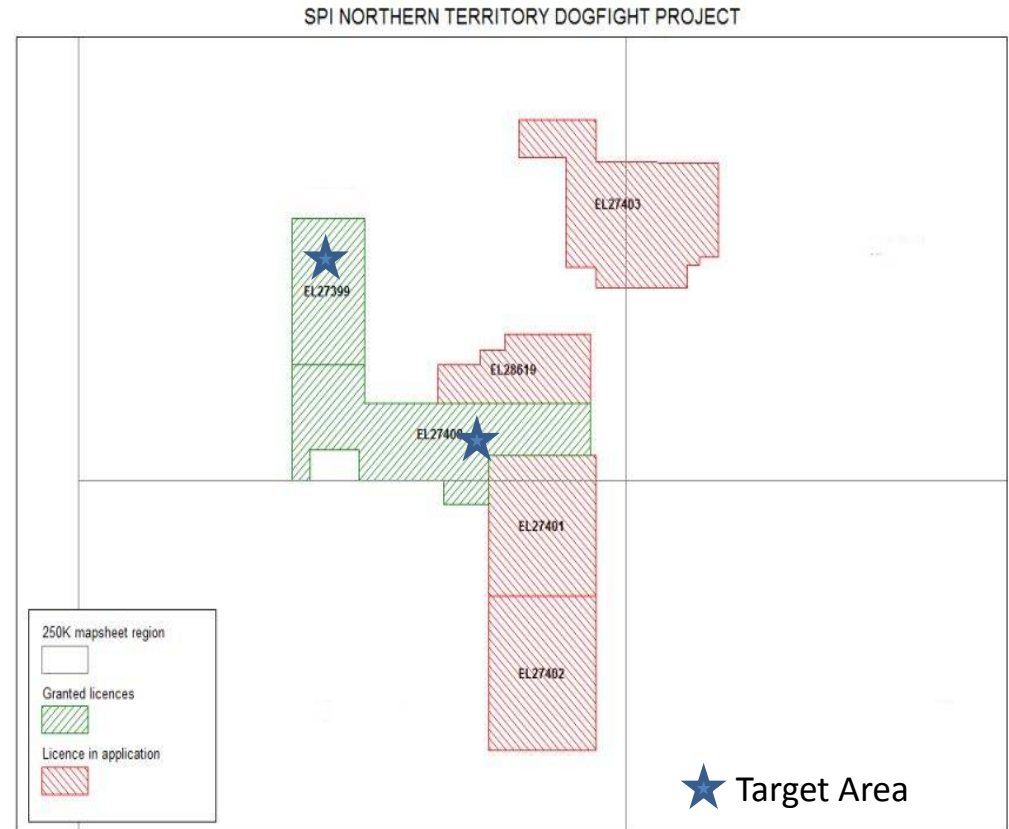 SPI NORTHERN TERRITORY DOGFIGHT PROJECT
EL27403
EL27399
EL28619
EL27400
EL27401
EL27402
250K mapsheet region
Granted licences
Licence in application
Target Area